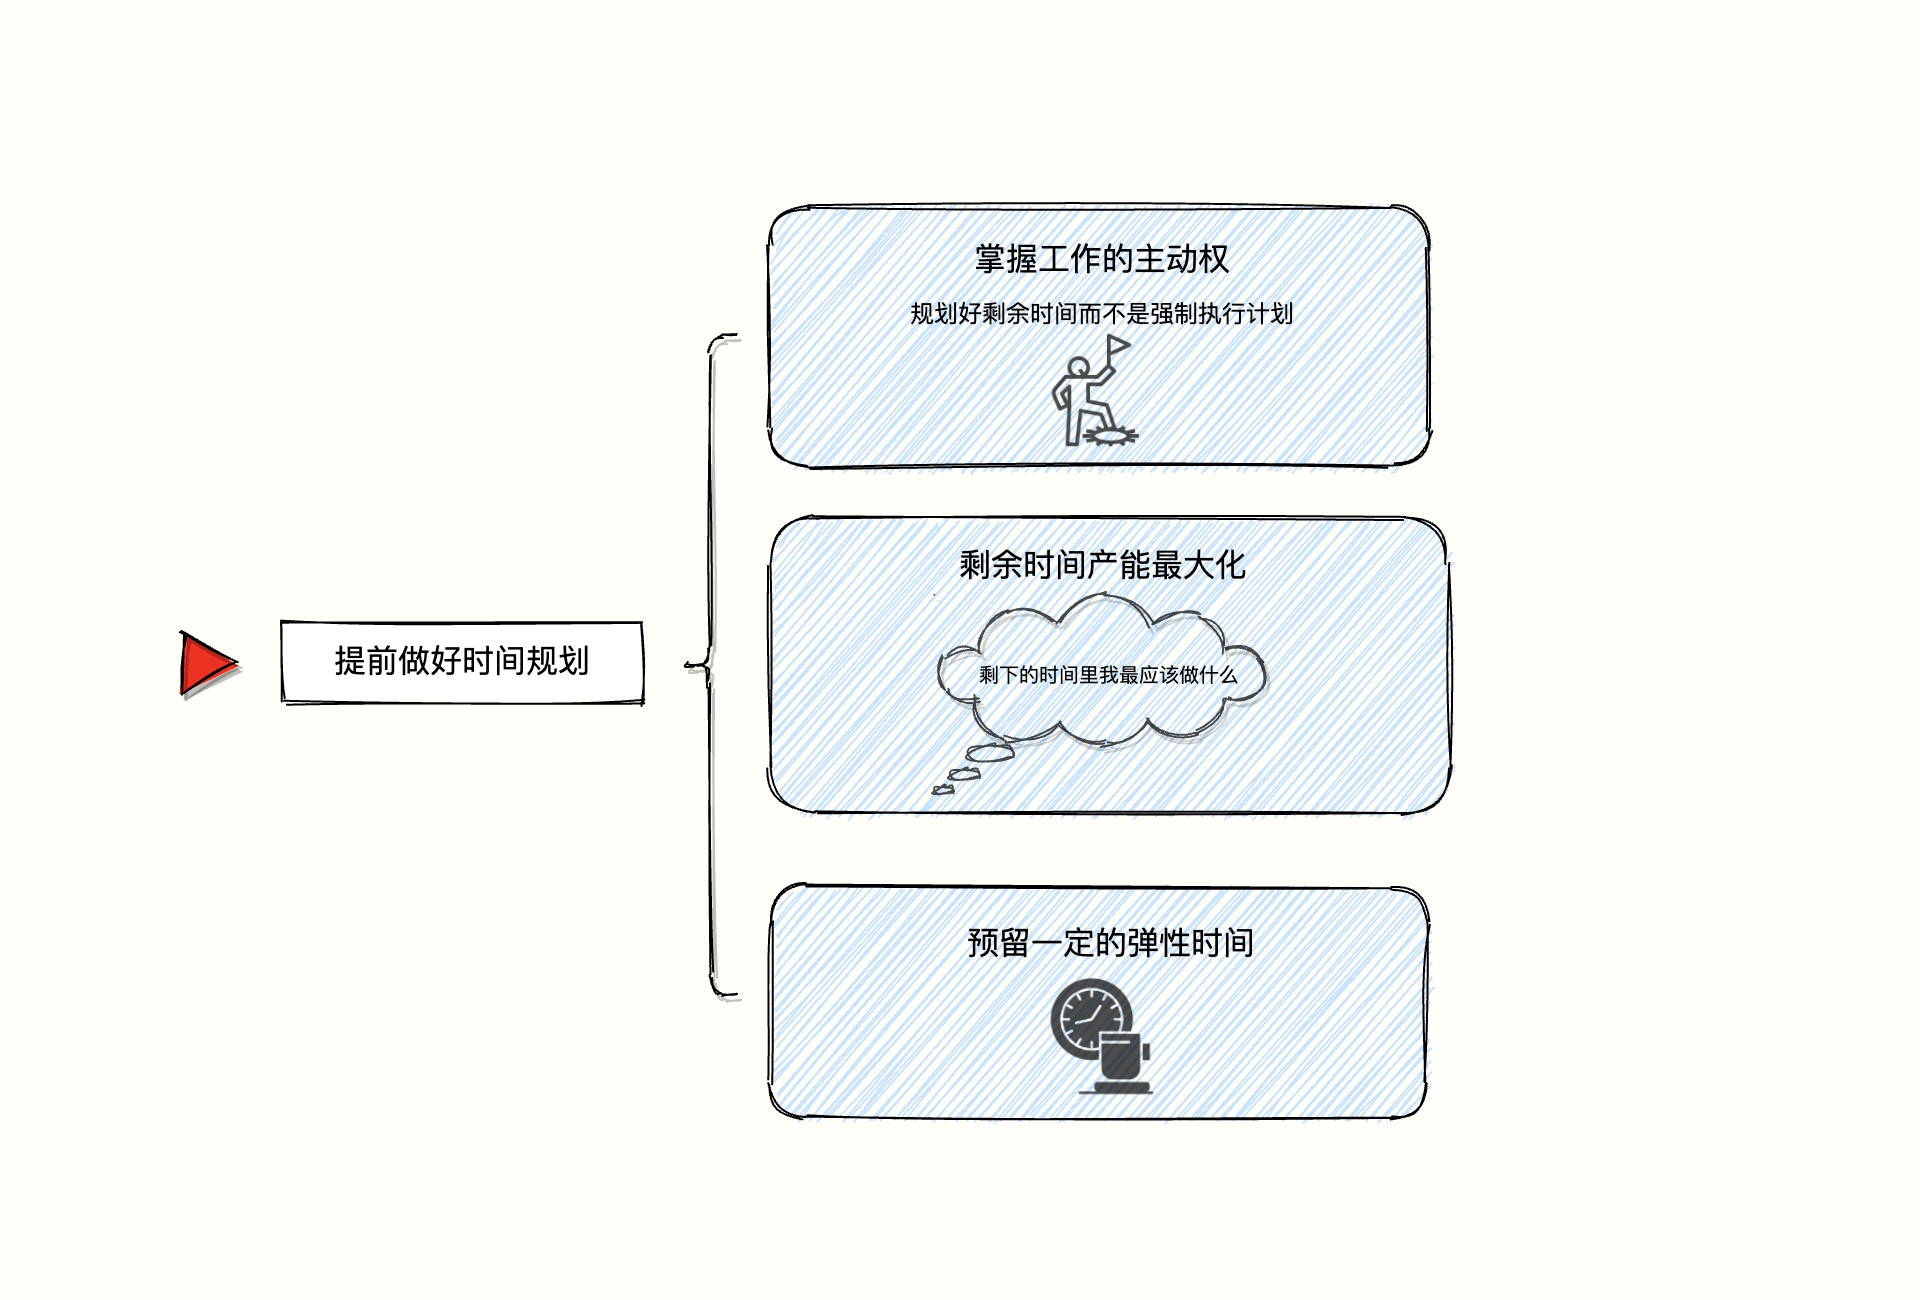 提前做好时间规划
掌握工作的主动权
规划好剩余时间而不是强制执行计划
剩余时间产能最大化
剩下的时间里我最应该做什么
预留一定的弹性时间